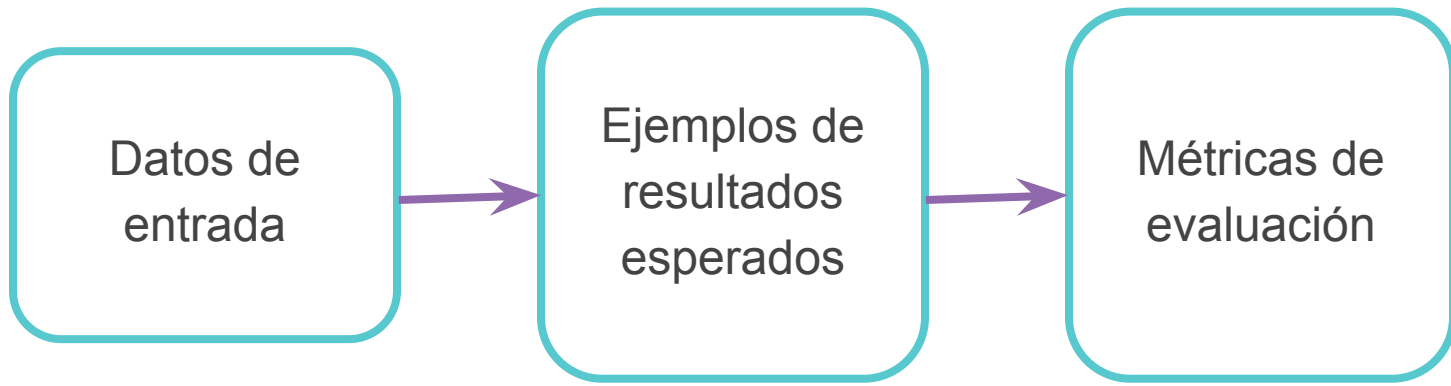 Datos de
entrada
Ejemplos de
resultados
esperados
Métricas de
evaluación